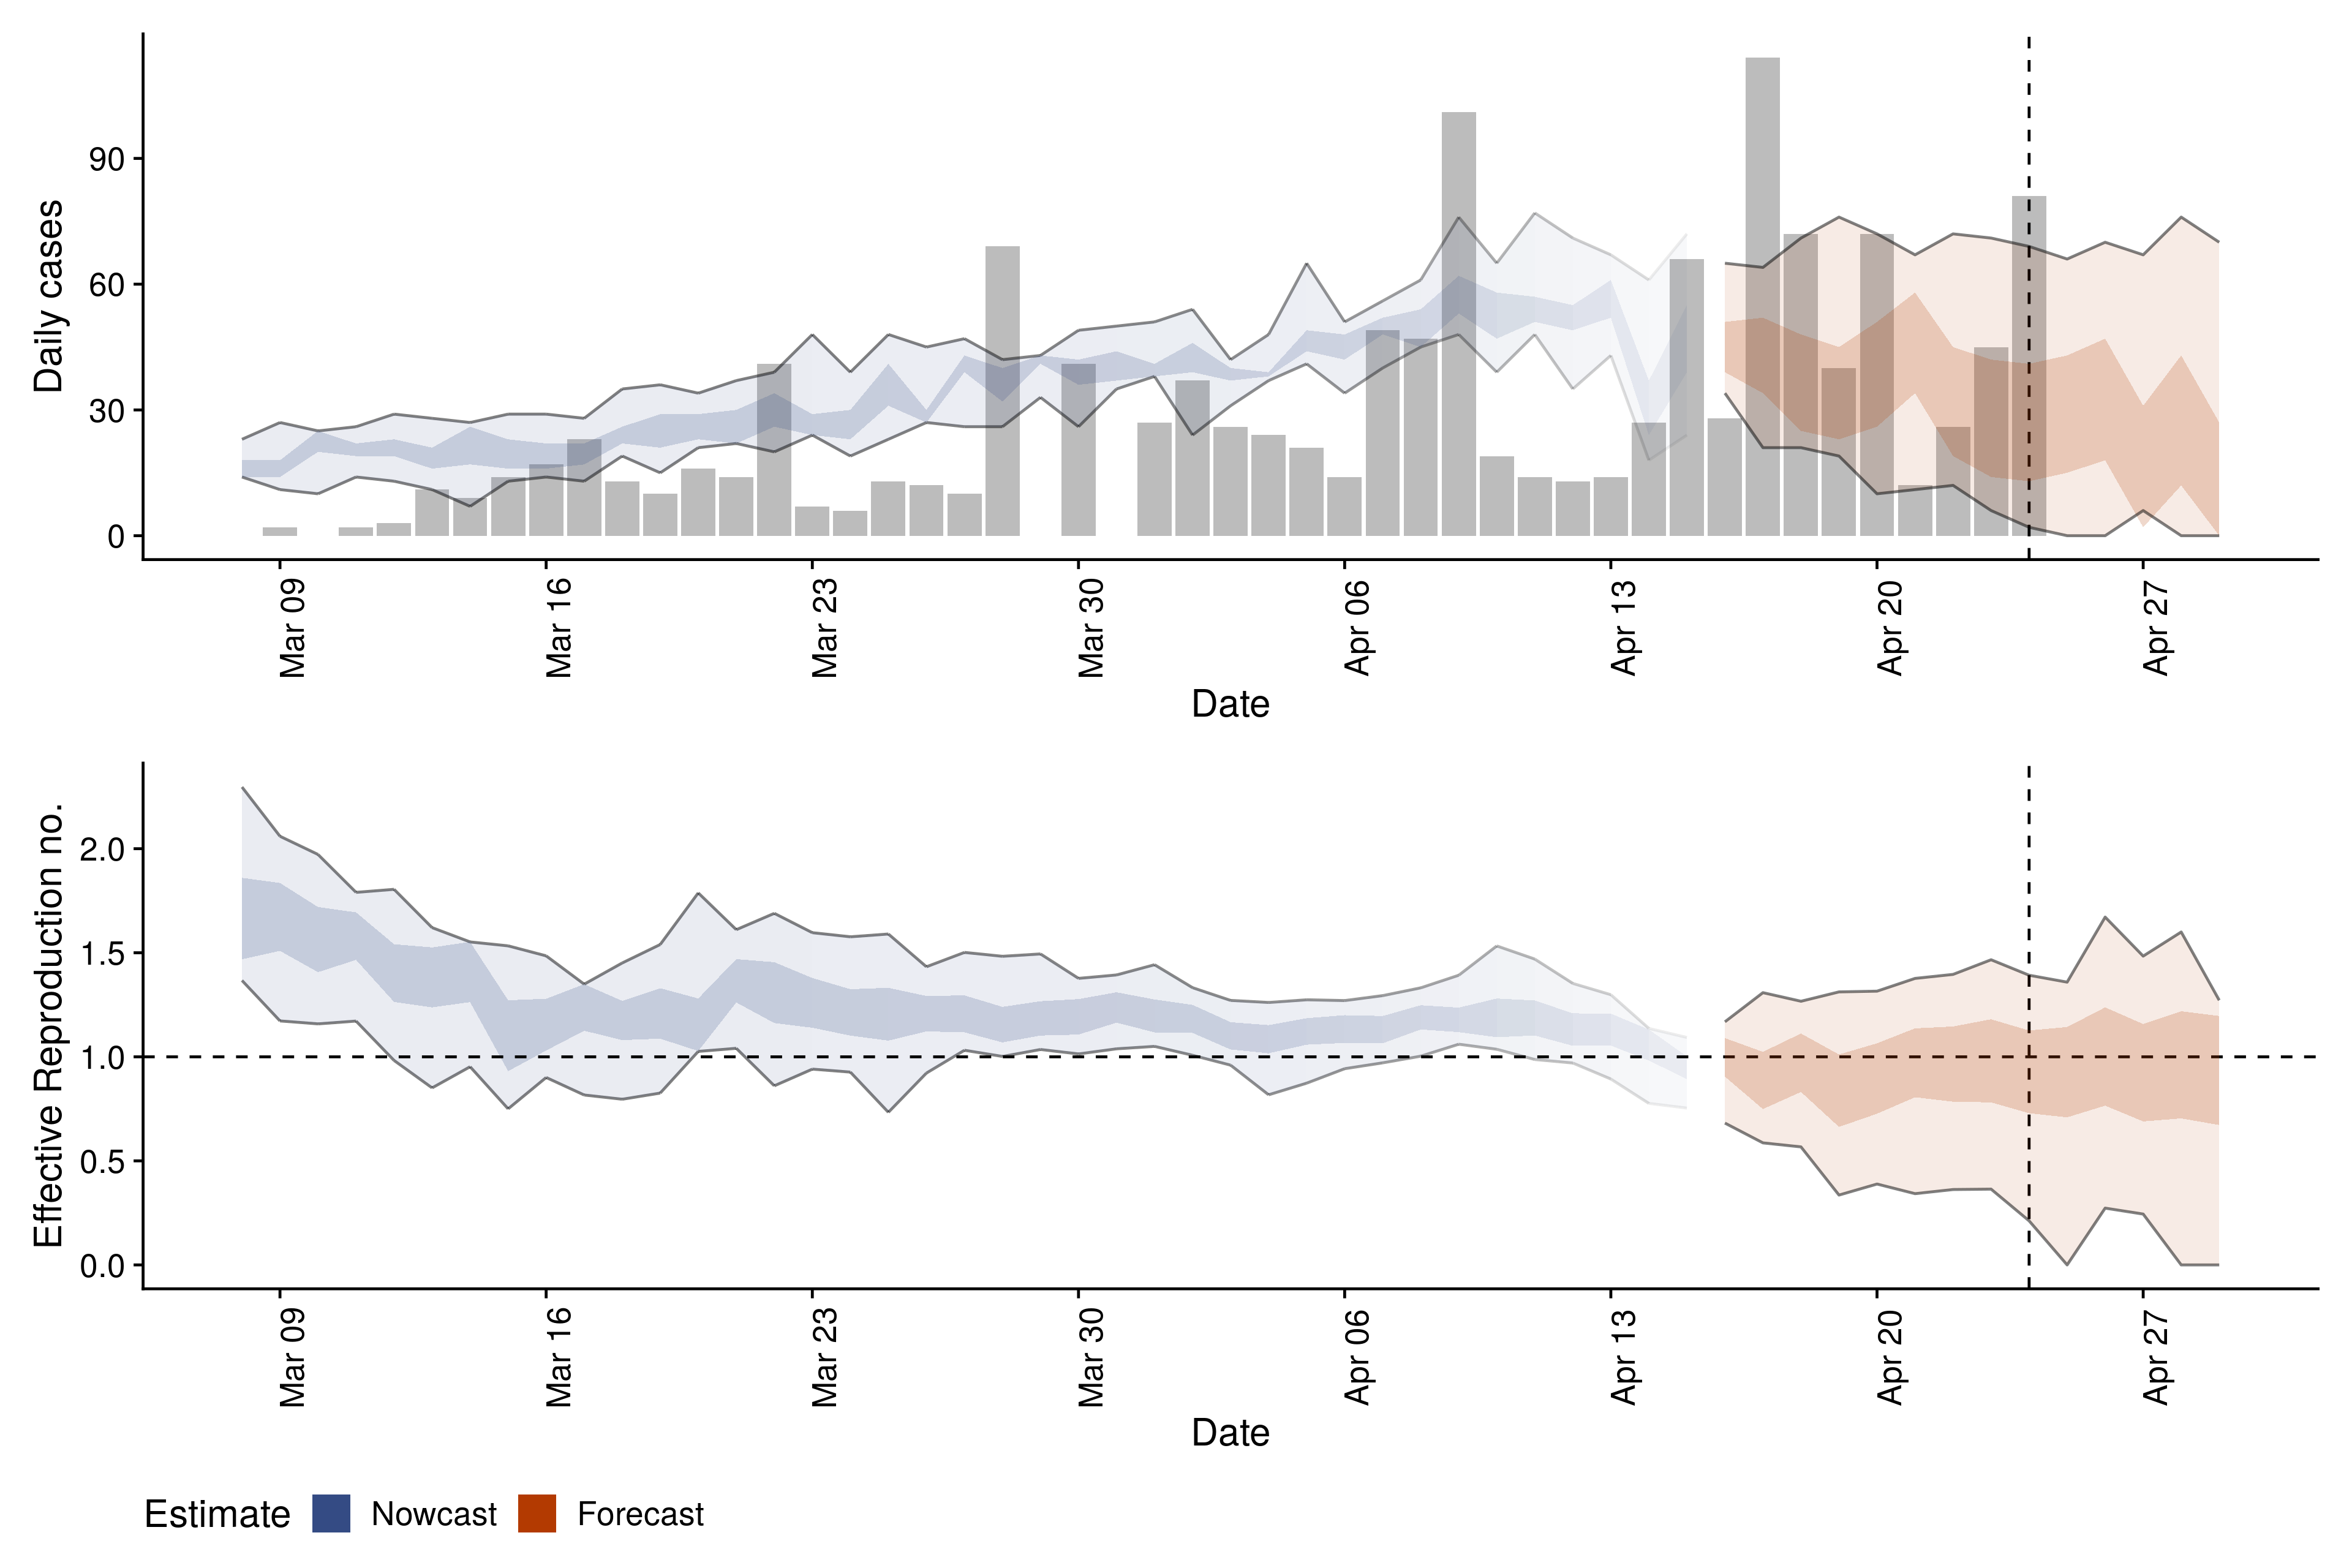 Daily cases
90
60
30
0
Mar 09
Mar 16
Mar 23
Mar 30
Apr 06
Apr 13
Apr 20
Apr 27
Date
Effective Reproduction no.
2.0
1.5
1.0
0.5
0.0
Mar 09
Mar 16
Mar 23
Mar 30
Apr 06
Apr 13
Apr 20
Apr 27
Date
Estimate Nowcast Forecast